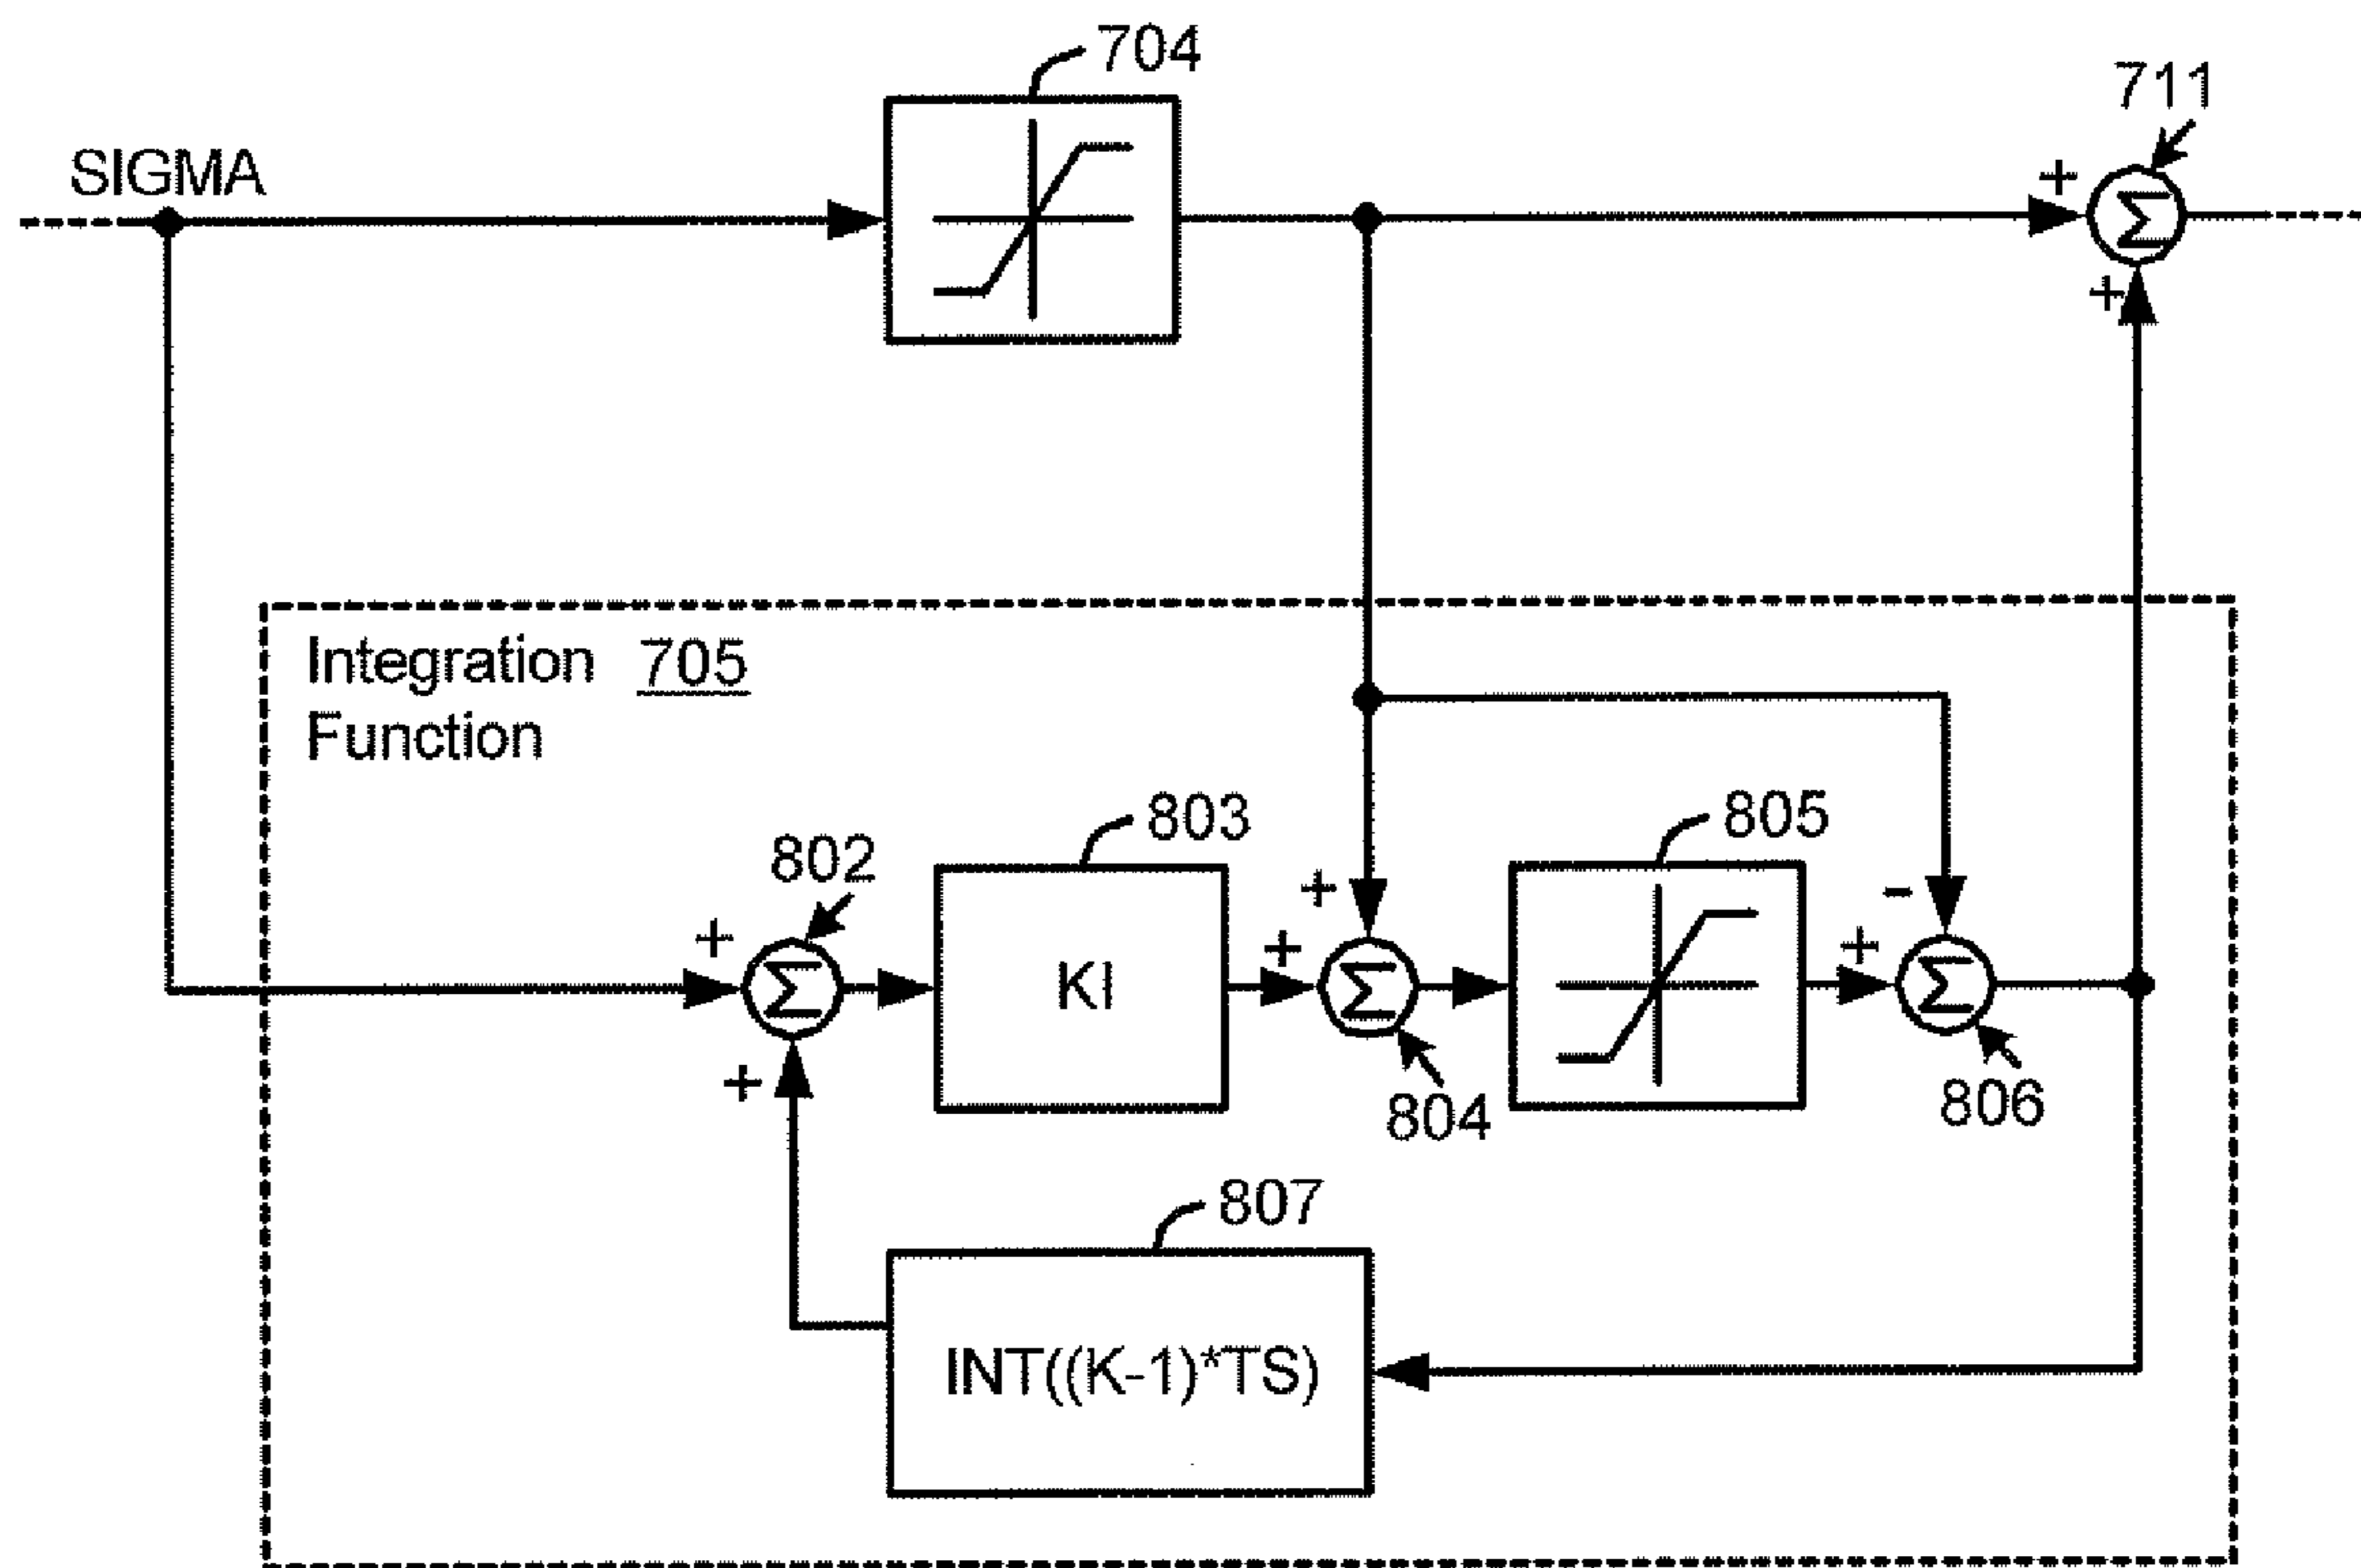 704
711
SIGMA
+
Σ
+
Integration 705
Function
802
803
805
+
+
+
+
-
Σ
KI
Σ
Σ
+
804
806
807
INT((K-1)*TS)